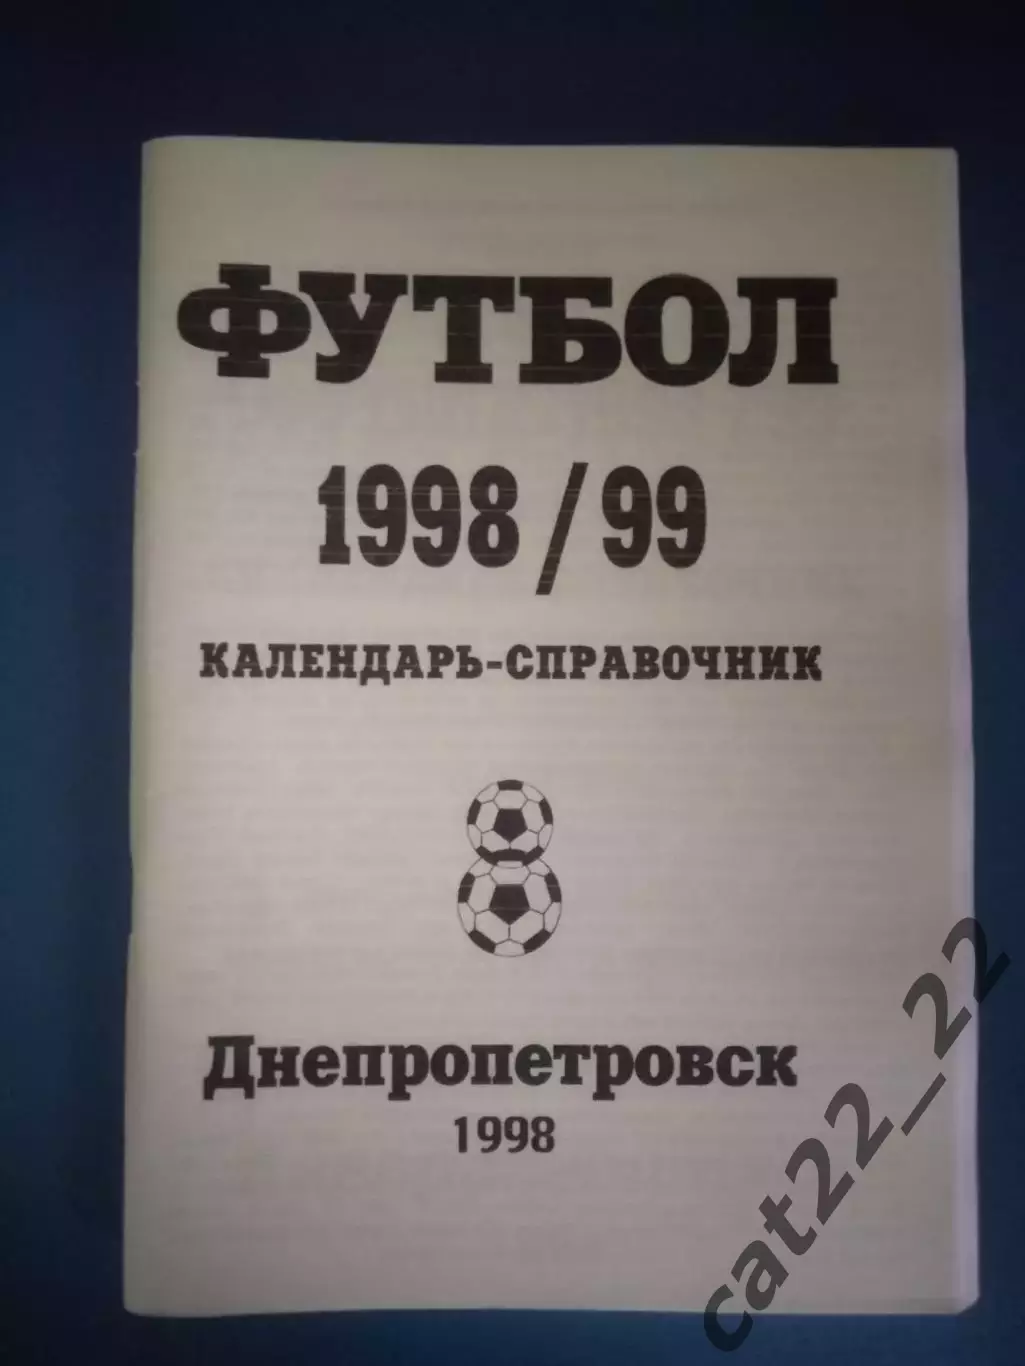 ФУТБОЛ
1998/99
КАЛЕНДАРЬ-СПРАВОЧНИК
Днепропетровск
1998
cat22_22